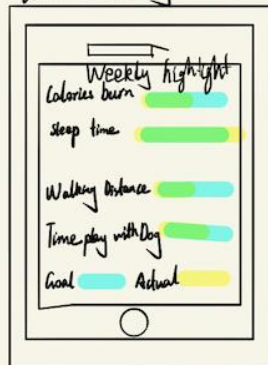 Weekly highlight
Calories burn
sleep time
Walking Distance
Time play with Dog
Goal Actual